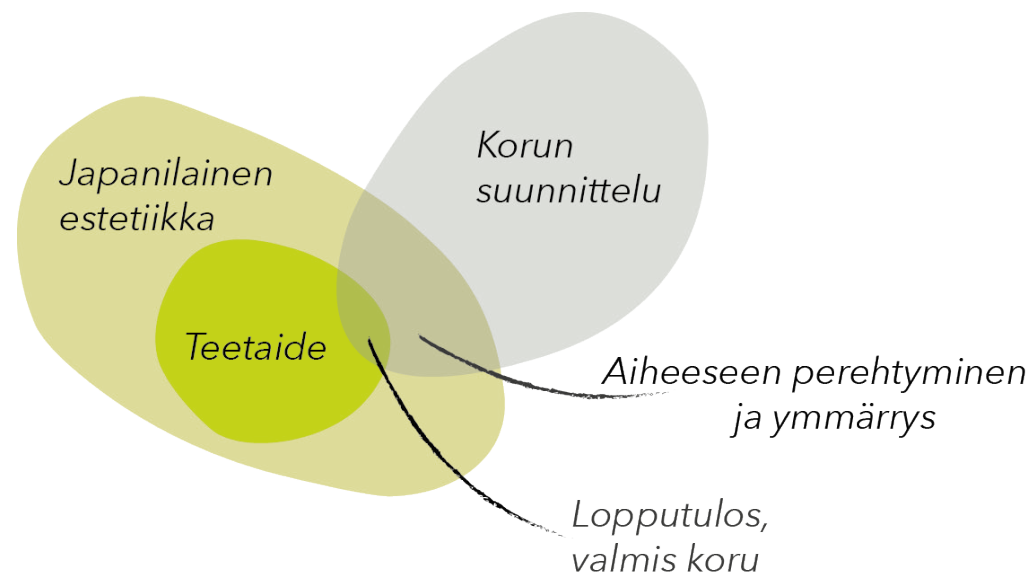 Korun
suunnittelu
Japanilainen
estetiikka
Teetaide
Aiheeseen perehtyminen
ja ymmärrys
Lopputulos,
valmis koru